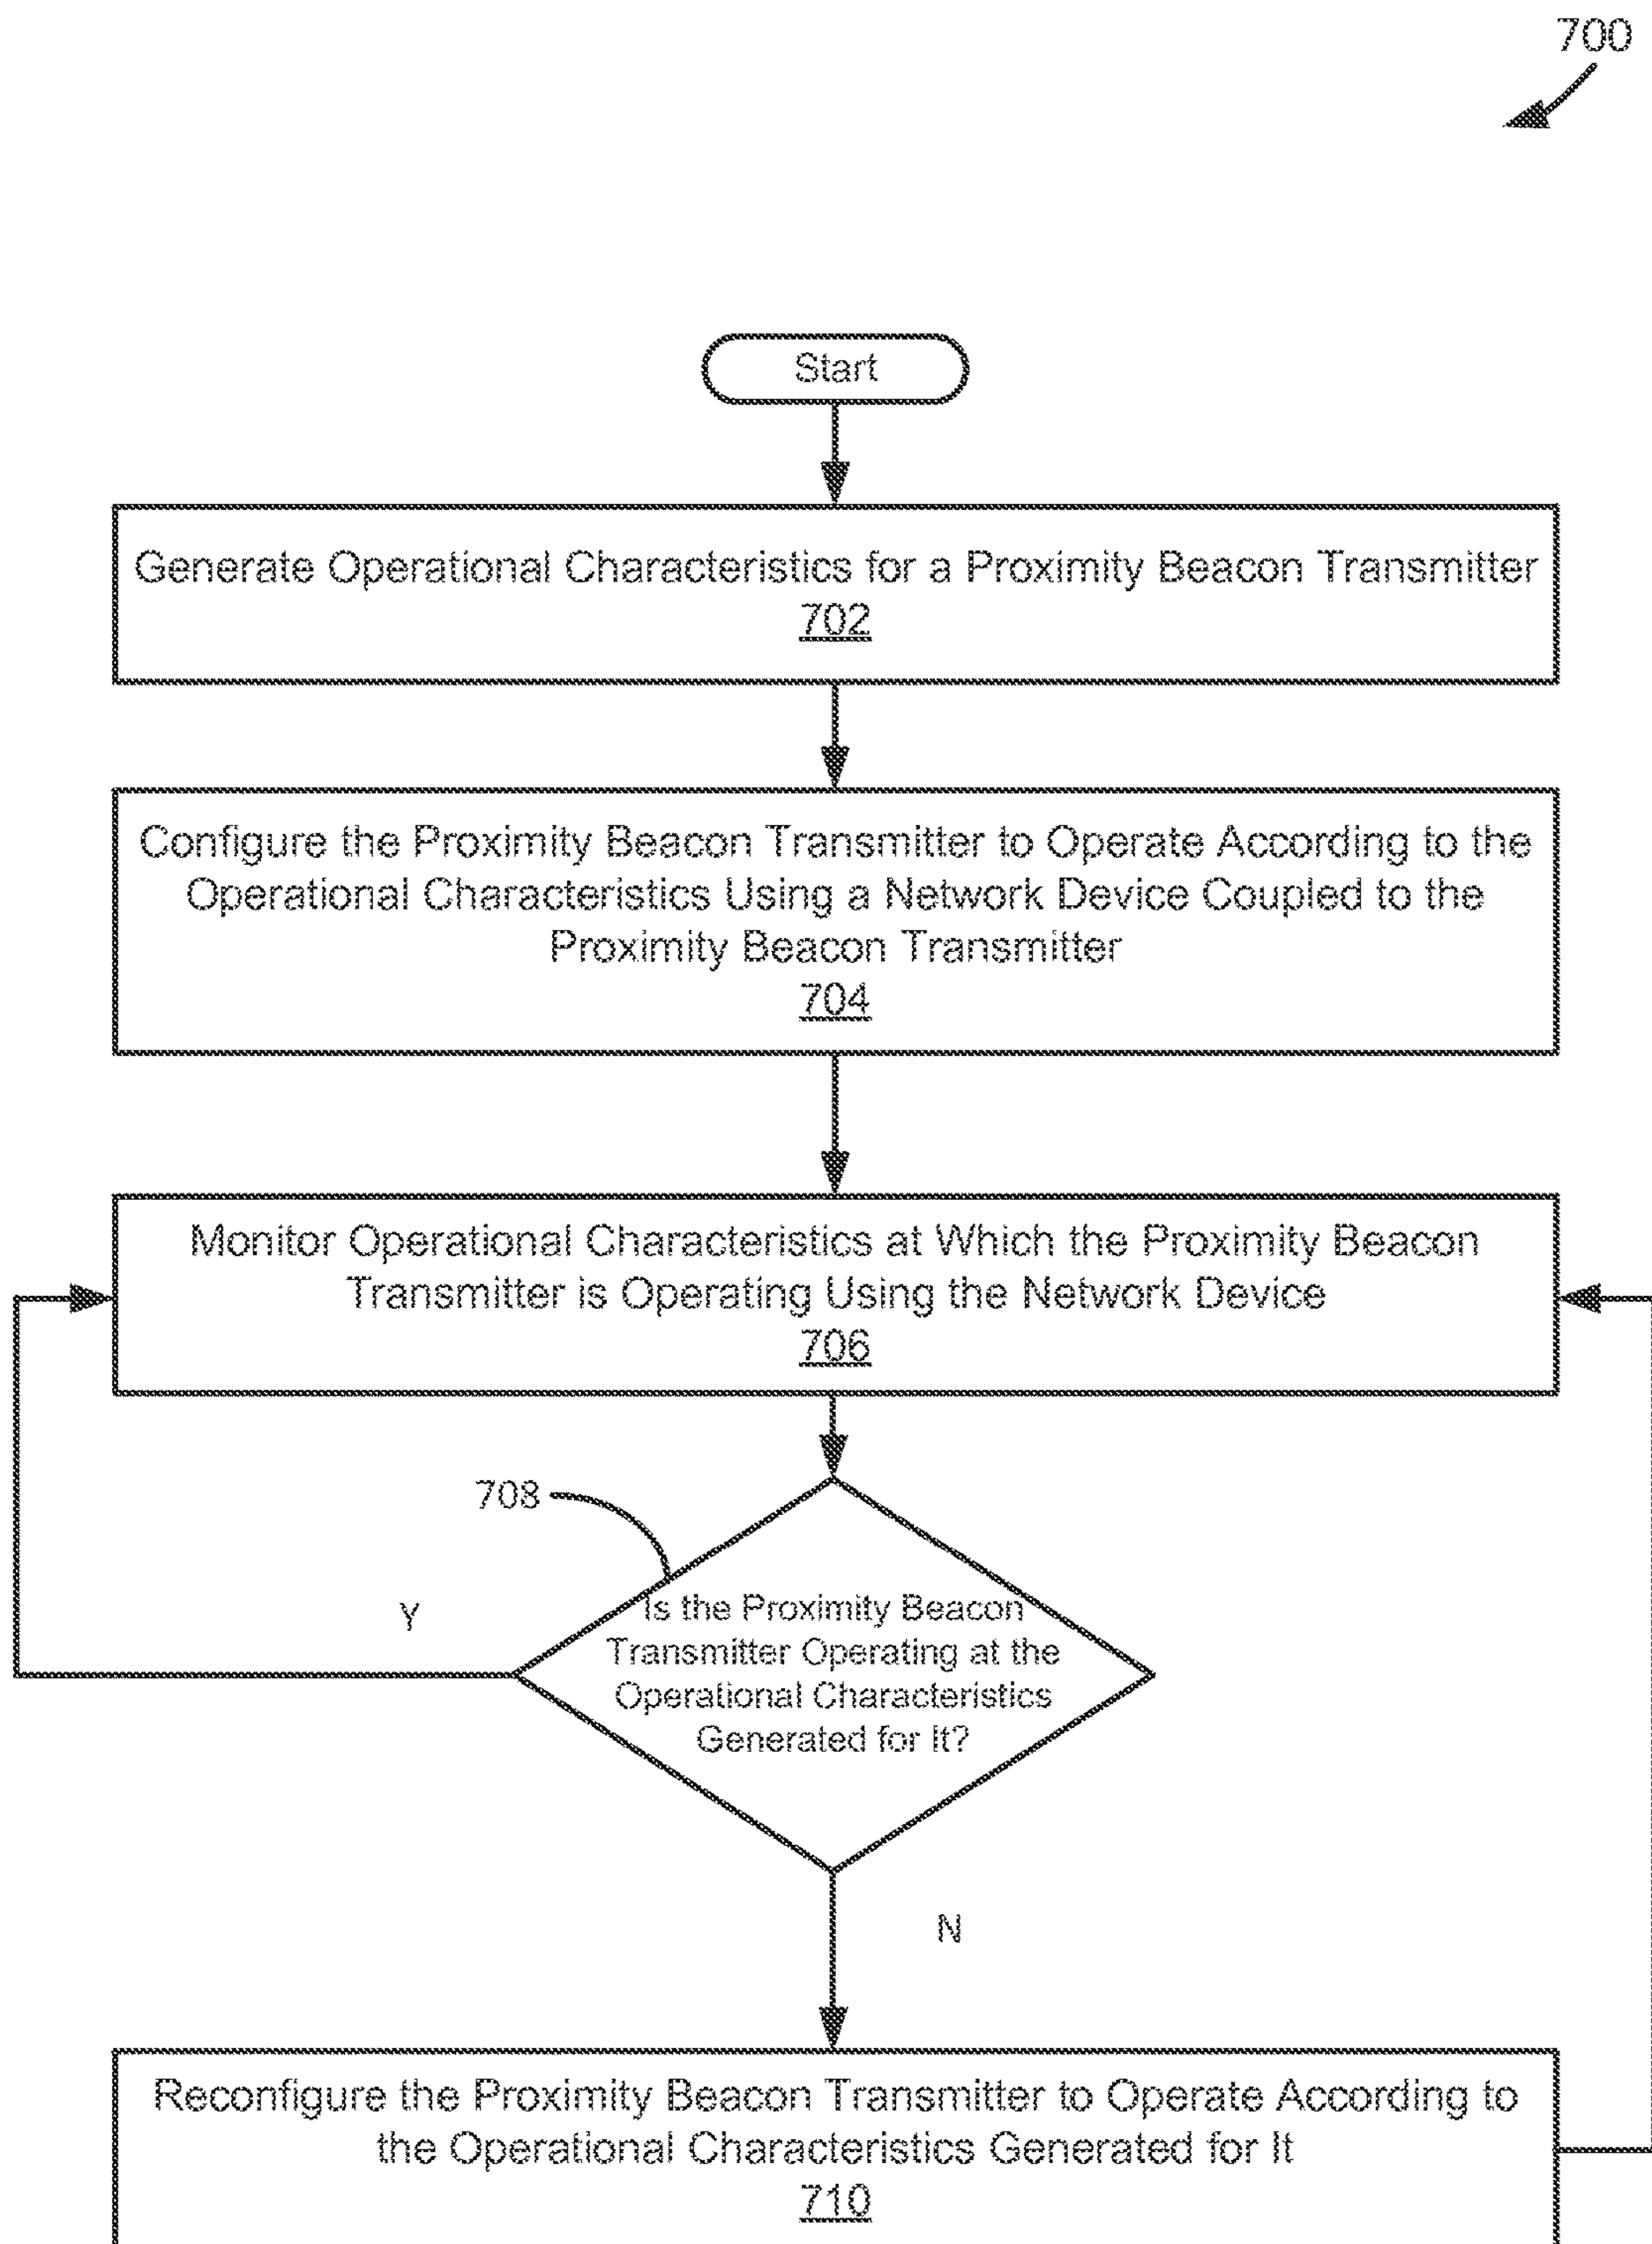 700
Start
Generate Operational Characteristics for a Proximity Beacon Transmitter
702
Configure the Proximity Beacon Transmitter to Operate According to the
Operational Characteristics Using a Network Device Coupled to the
Proximity Beacon Transmitter
704
Monitor Operational Characteristics at Which the Proximity Beacon
Transmitter is Operating Using the Network Device
706
708
Y
Is the Proximity Beacon
Transmitter Operating at the
Operational Characteristics
Generated for It?
N
Reconfigure the Proximity Beacon Transmitter to Operate According to
the Operational Characteristics Generated for It
710